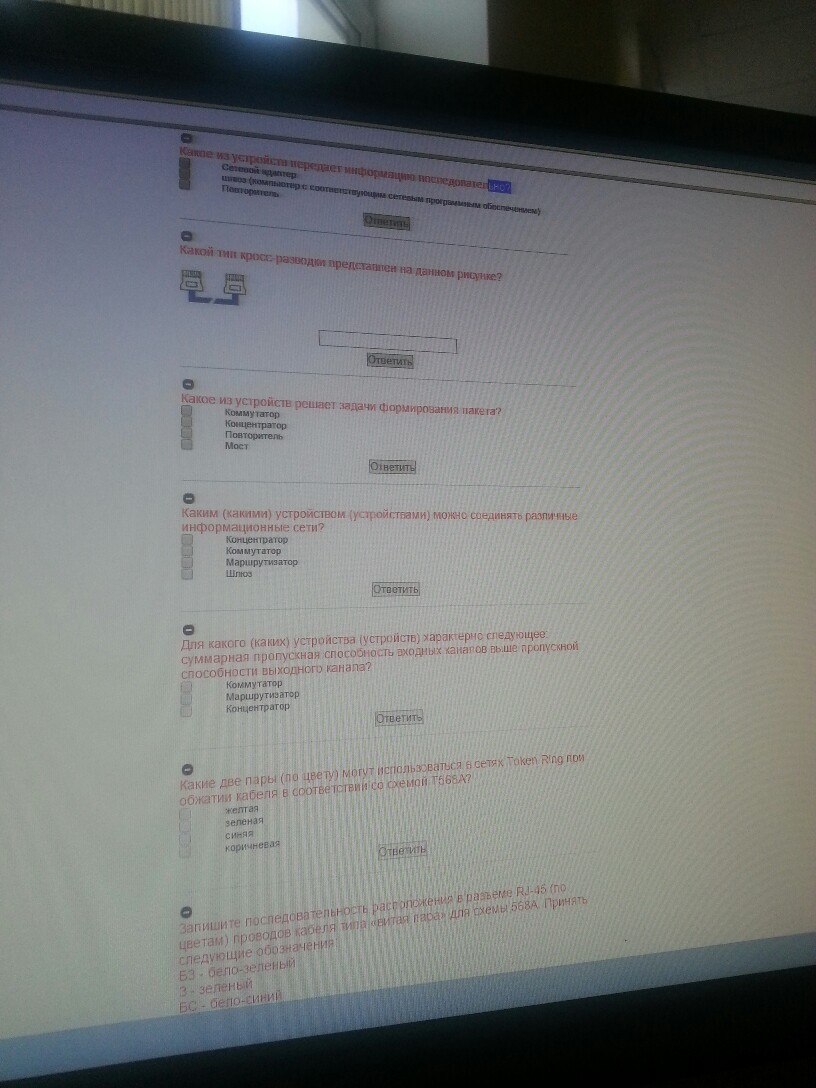 Какое из устройств передает информацию последовательно?
Сетевой адаптер
шлюз (компьютер с соответствующим сетевым программным обеспечением)
Повторитель
Ответить
Какой тип кросс-разводки представлен на данном рисунке?
Ответить
Какое из устройств решает задачи формирования пакета?
Коммутатор
Концентратор
Повторитель
Мост
Ответить
Каким (какими) устройством (устройствами) можно соединять различные
информационные сети?
Концентратор
Коммутатор
Маршрутизатор
Шлюз
Ответить
Для какого (каких) устройства (устройств) характерно следующее:
суммарная пропускная способность входных каналов выше пропускной
способности выходного канала?
Коммутатор
Маршрутизатор
Концентратор
Ответить
Какие две пары (по цвету) могут использоваться в сетях Token Ring при
обжатии кабеля в соответствии со схемой T568A?
желтая
зеленая
синяя
коричневая
Ответить
Запишите последовательность расположения в разъеме RJ-45 (по
цветам) проводов кабеля типа «витая пара» для схемы 568A. Принять
следующие обозначения:
БЗ - бело-зеленый
З - зеленый
БС - бело-синий